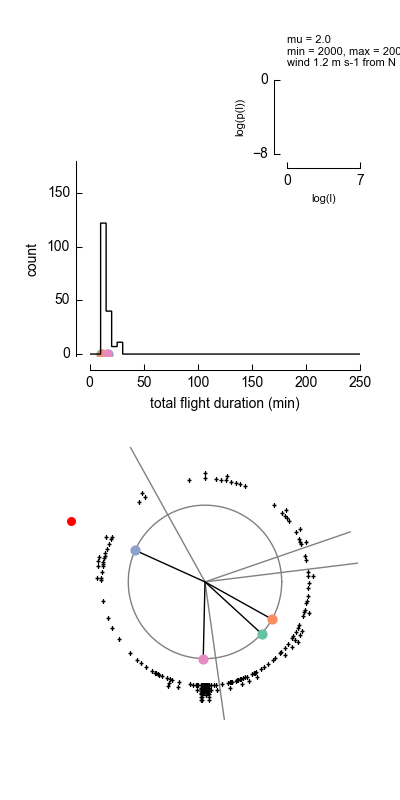 mu = 2.0
min = 2000, max = 200
wind 1.2 m s-1 from N
0
log(p(l))
−8
0 7
log(l)
150
100
50
0
count
0 50 100 150 200 250
total flight duration (min)